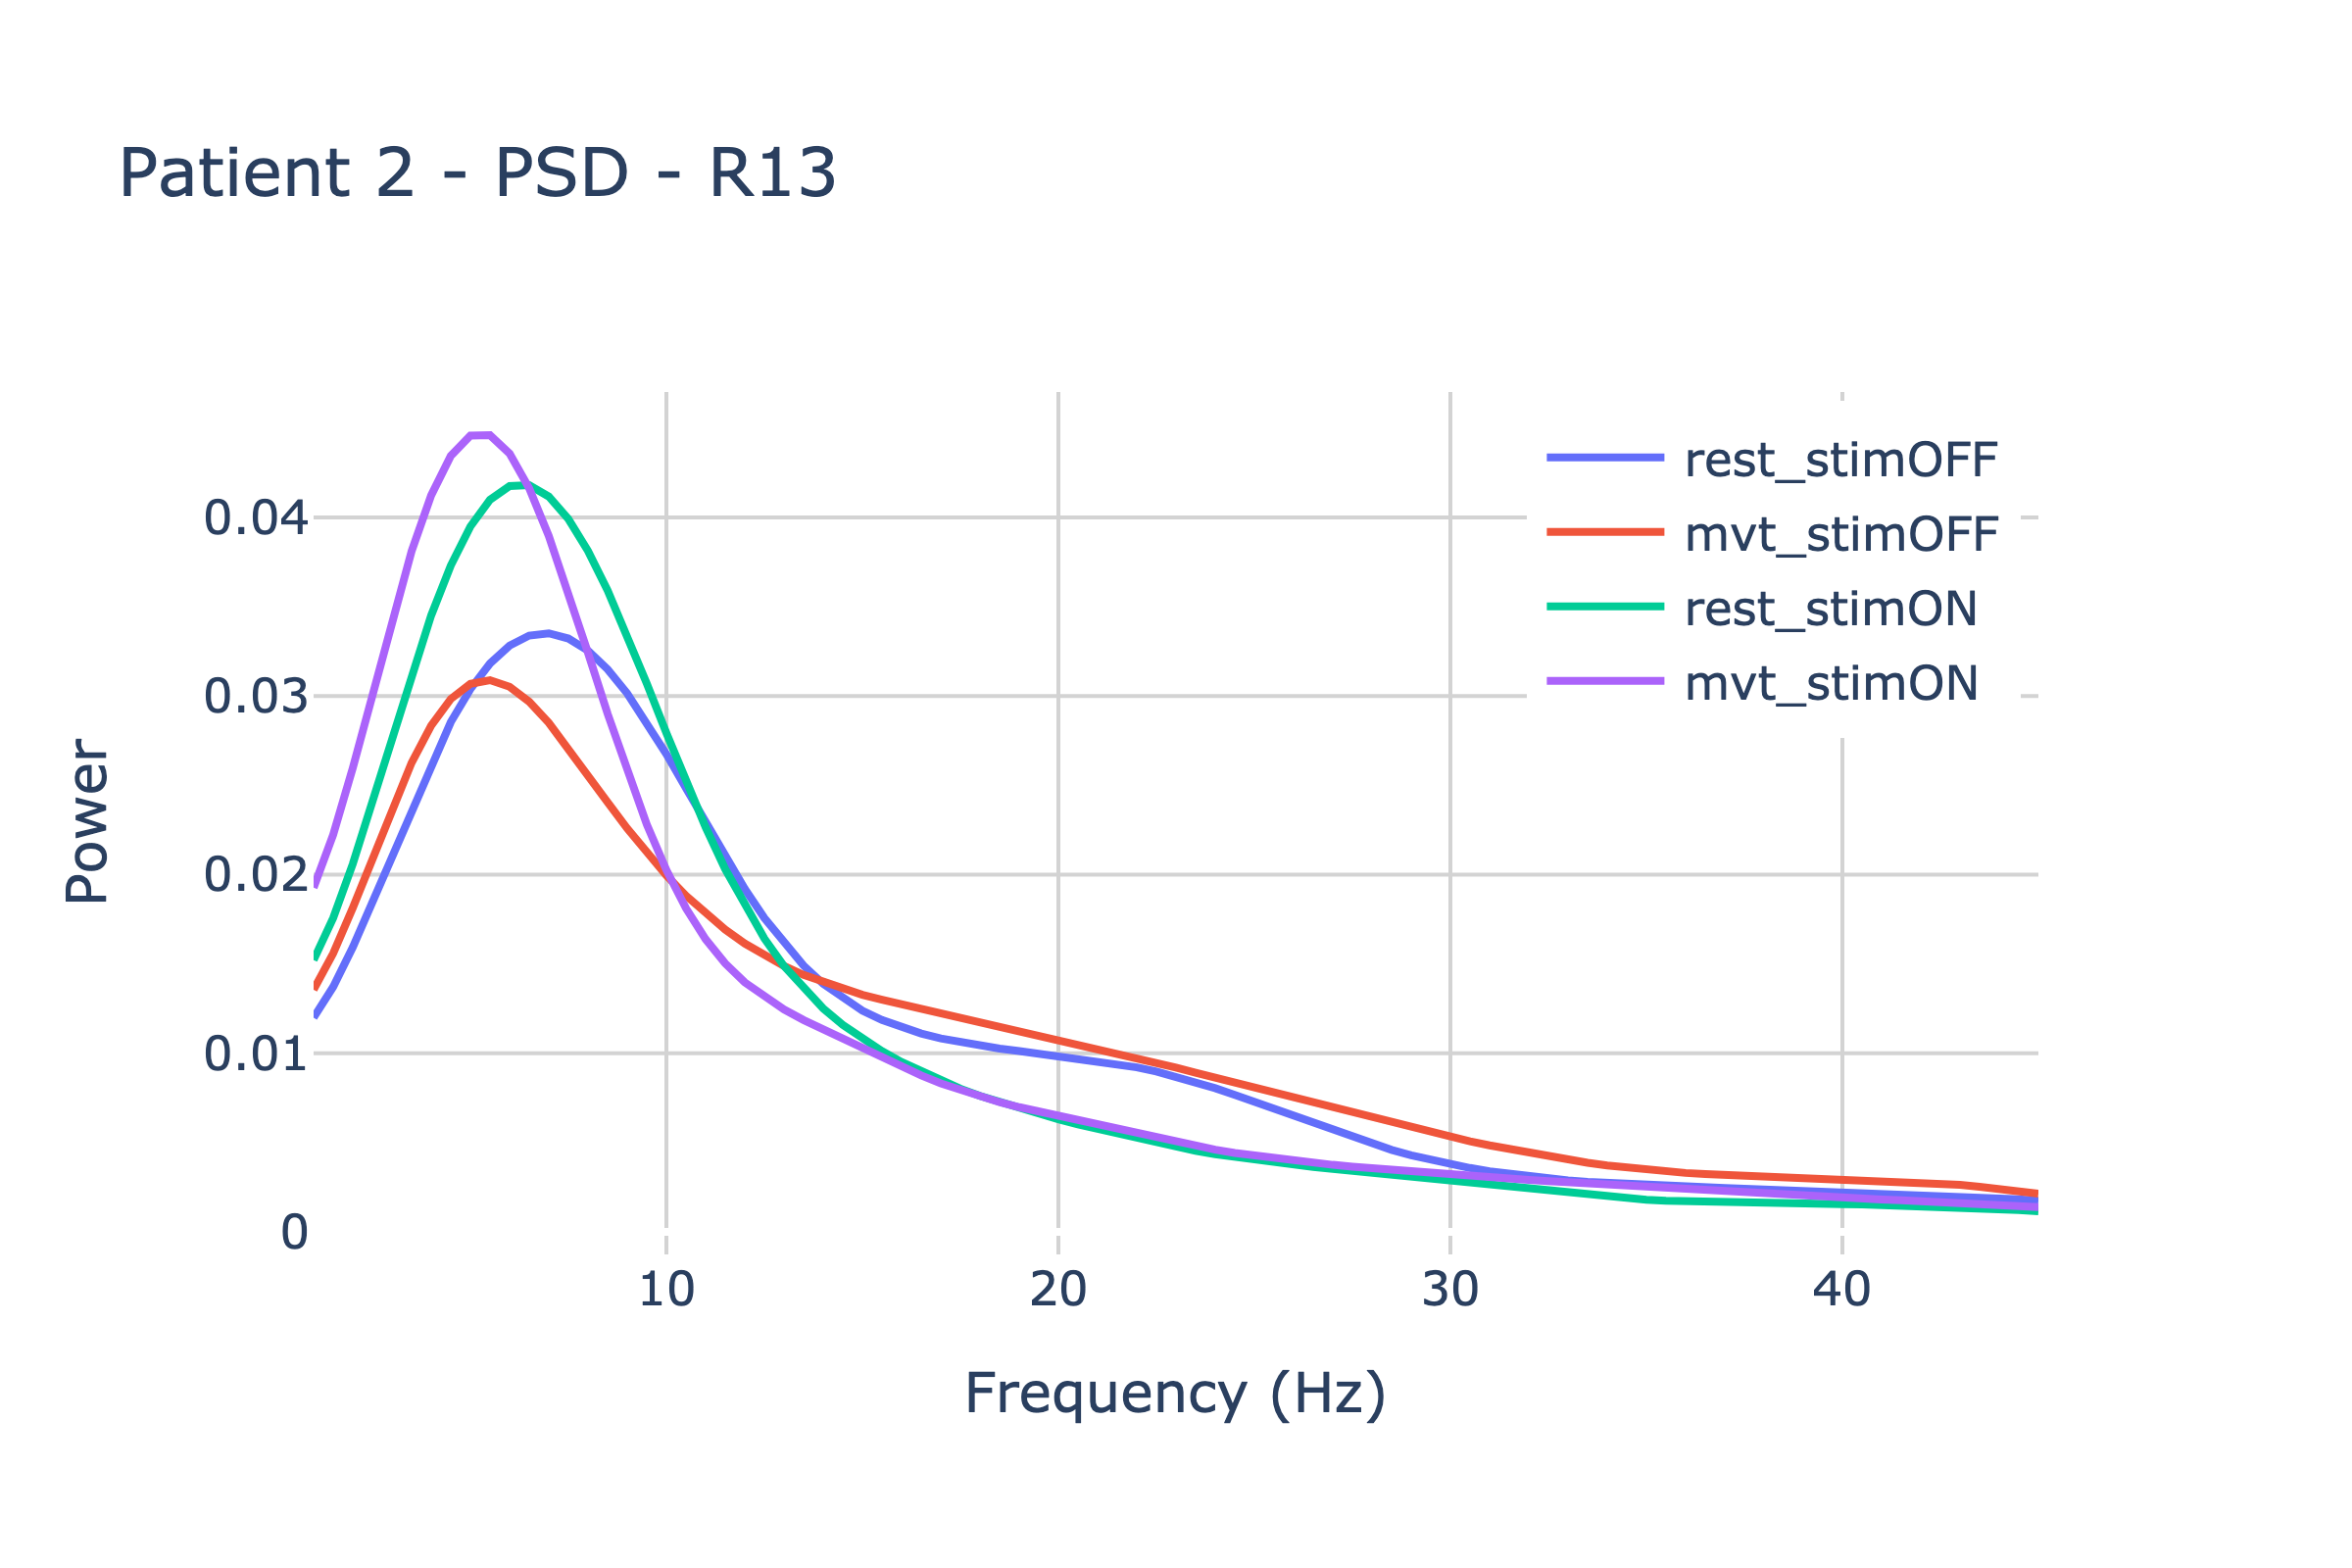 Patient 2 - PSD - R13
rest_stimOFF
mvt_stimOFF
rest_stimON
mvt_stimON
0.04
0.03
0.02
0.01
0
Power
10 20 30 40
Frequency (Hz)